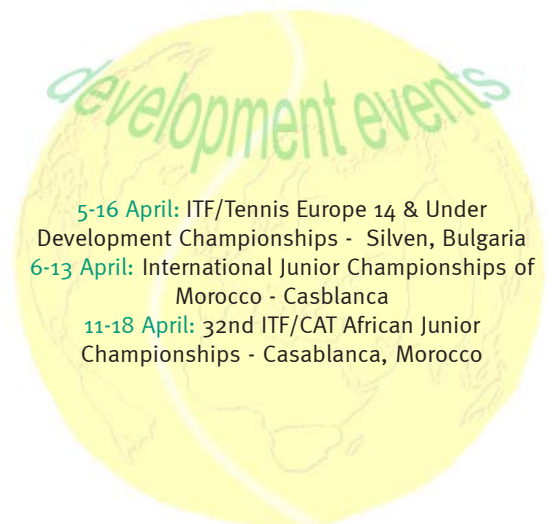 development events
5-16 April: ITF/Tennis Europe 14 & Under
Development Championships - Silven, Bulgaria
6-13 April: International Junior Championships of
Morocco - Casblanca
11-18 April: 32nd ITF/CAT African Junior
Championships - Casablanca, Morocco